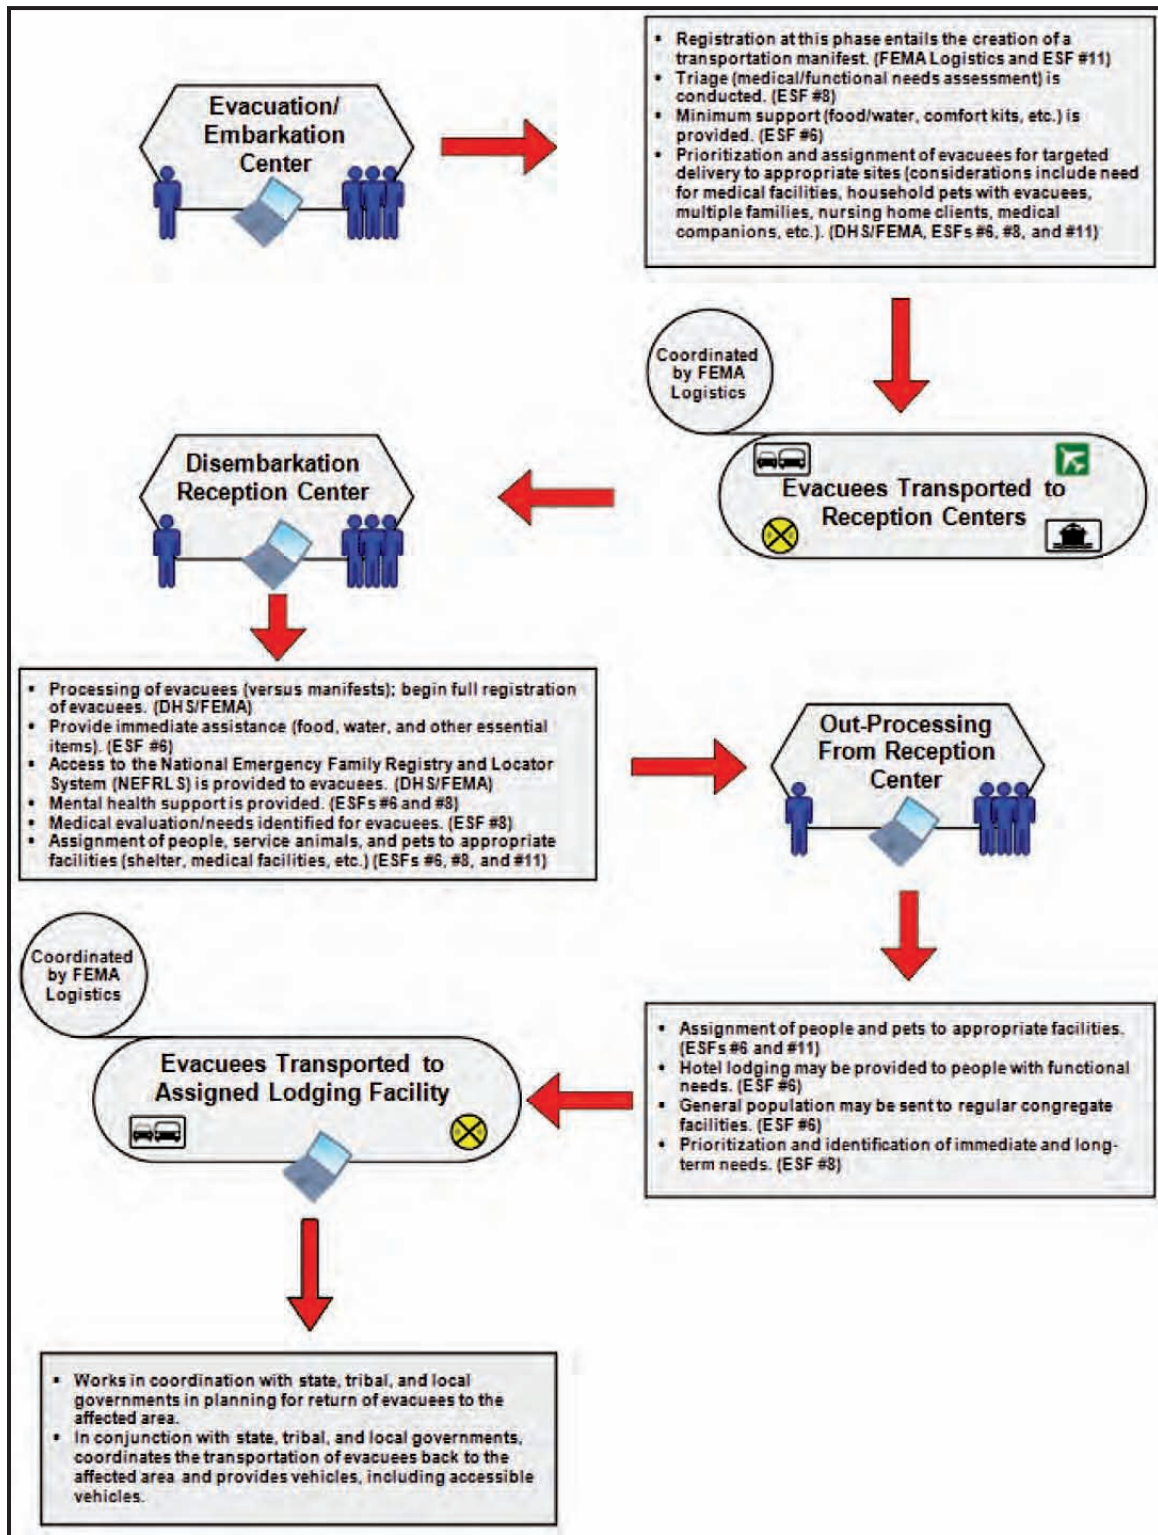 Evacuation/
Embarkation
Center
▪ Registration at this phase entails the creation of a
transportation manifest. (FEMA Logistics and ESF #11)
▪ Triage (medical/functional needs assessment) is
conducted. (ESF #8)
▪ Minimum support (food/water, comfort kits, etc.) is
provided. (ESF #6)
▪ Prioritization and assignment of evacuees for targeted
delivery to appropriate sites (considerations include need
for medical facilities, household pets with evacuees,
multiple families, nursing home clients, medical
companions, etc.). (DHS/FEMA, ESFs #6, #8, and #11)
Coordinated
by FEMA
Logistics
Evacuees Transported to
Reception Centers
Disembarkation
Reception Center
▪ Processing of evacuees (versus manifests); begin full registration
of evacuees. (DHS/FEMA)
▪ Provide immediate assistance (food, water, and other essential
items). (ESF #6)
▪ Access to the National Emergency Family Registry and Locator
System (NEFRLS) is provided to evacuees. (DHS/FEMA)
▪ Mental health support is provided. (ESFs #6 and #8)
▪ Medical evaluation/needs identified for evacuees. (ESF #8)
▪ Assignment of people, service animals, and pets to appropriate
facilities (shelter, medical facilities, etc.) (ESFs #6, #8, and #11)
Out-Processing
From Reception
Center
▪ Assignment of people and pets to appropriate facilities.
(ESFs #6 and #11)
▪ Hotel lodging may be provided to people with functional
needs. (ESF #6)
▪ General population may be sent to regular congregate
facilities. (ESF #6)
▪ Prioritization and identification of immediate and long-
term needs. (ESF #8)
Coordinated
by FEMA
Logistics
Evacuees Transported to
Assigned Lodging Facility
▪ Works in coordination with state, tribal, and local
governments in planning for return of evacuees to the
affected area.
▪ In conjunction with state, tribal, and local governments,
coordinates the transportation of evacuees back to the
affected area and provides vehicles, including accessible
vehicles.